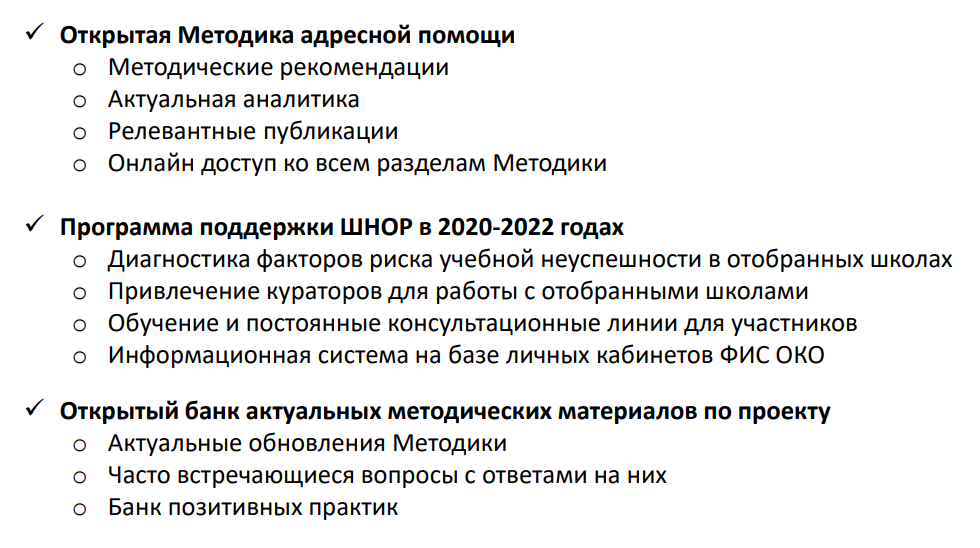 ✓ Открытая Методика адресной помощи
o Методические рекомендации
o Актуальная аналитика
o Релевантные публикации
o Онлайн доступ ко всем разделам Методики
✓ Программа поддержки ШНОР в 2020-2022 годах
o Диагностика факторов риска учебной неуспешности в отобранных школах
o Привлечение кураторов для работы с отобранными школами
o Обучение и постоянные консультационные линии для участников
o Информационная система на базе личных кабинетов ФИС ОКО
✓ Открытый банк актуальных методических материалов по проекту
o Актуальные обновления Методики
o Часто встречающиеся вопросы с ответами на них
o Банк позитивных практик